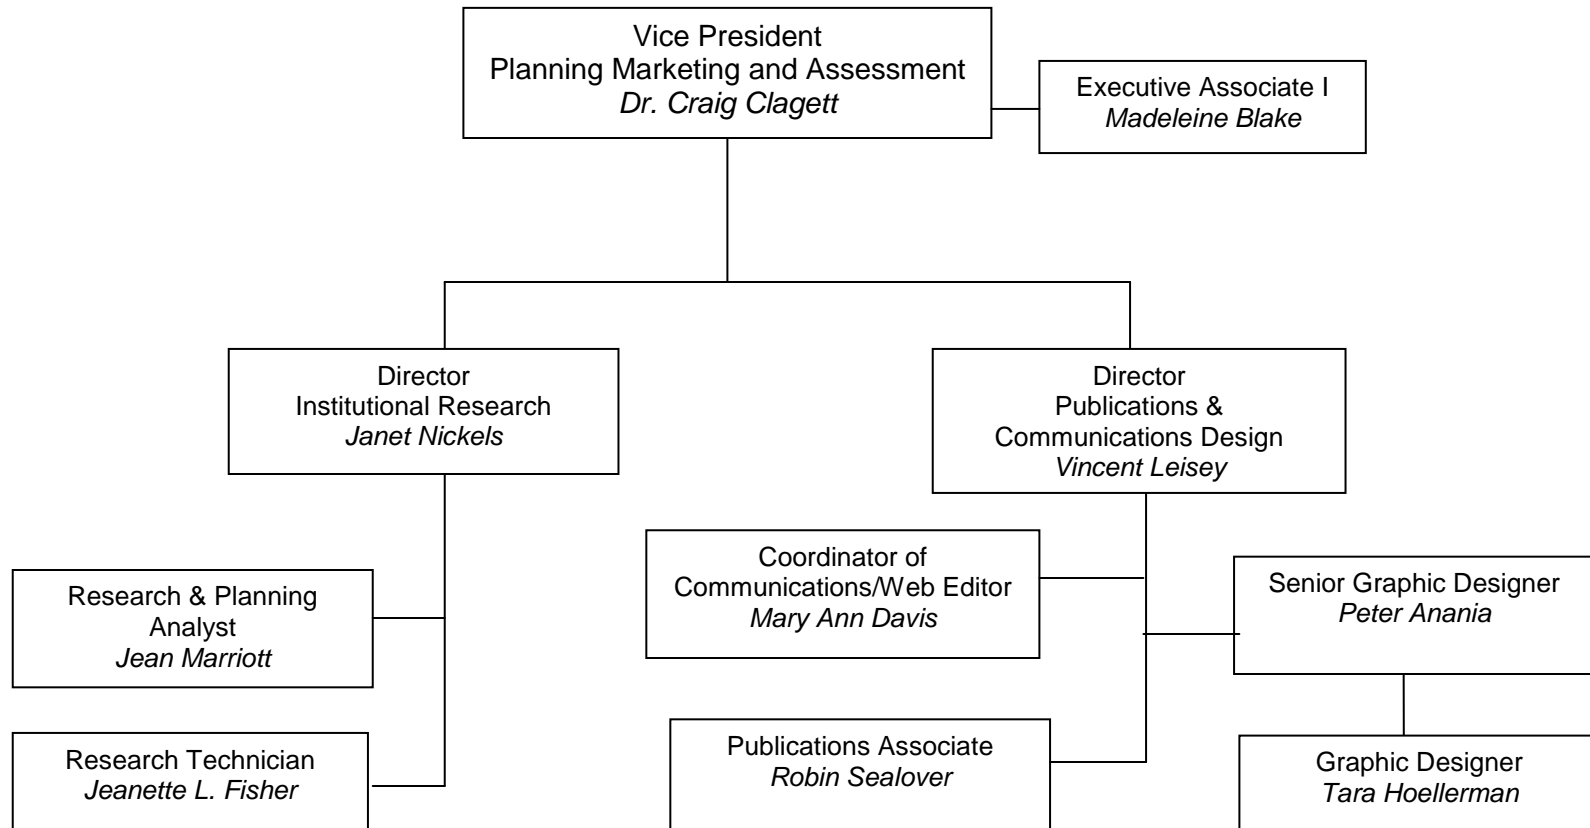 Vice President
Planning Marketing and Assessment
Dr. Craig Clagett
Executive Associate I
Madeleine Blake
Director
Institutional Research
Janet Nickels
Director
Publications &
Communications Design
Vincent Leisey
Coordinator of
Communications/Web Editor
Mary Ann Davis
Senior Graphic Designer
Peter Anania
Research & Planning
Analyst
Jean Marriott
Research Technician
Jeanette L. Fisher
Publications Associate
Robin Sealover
Graphic Designer
Tara Hoellerman